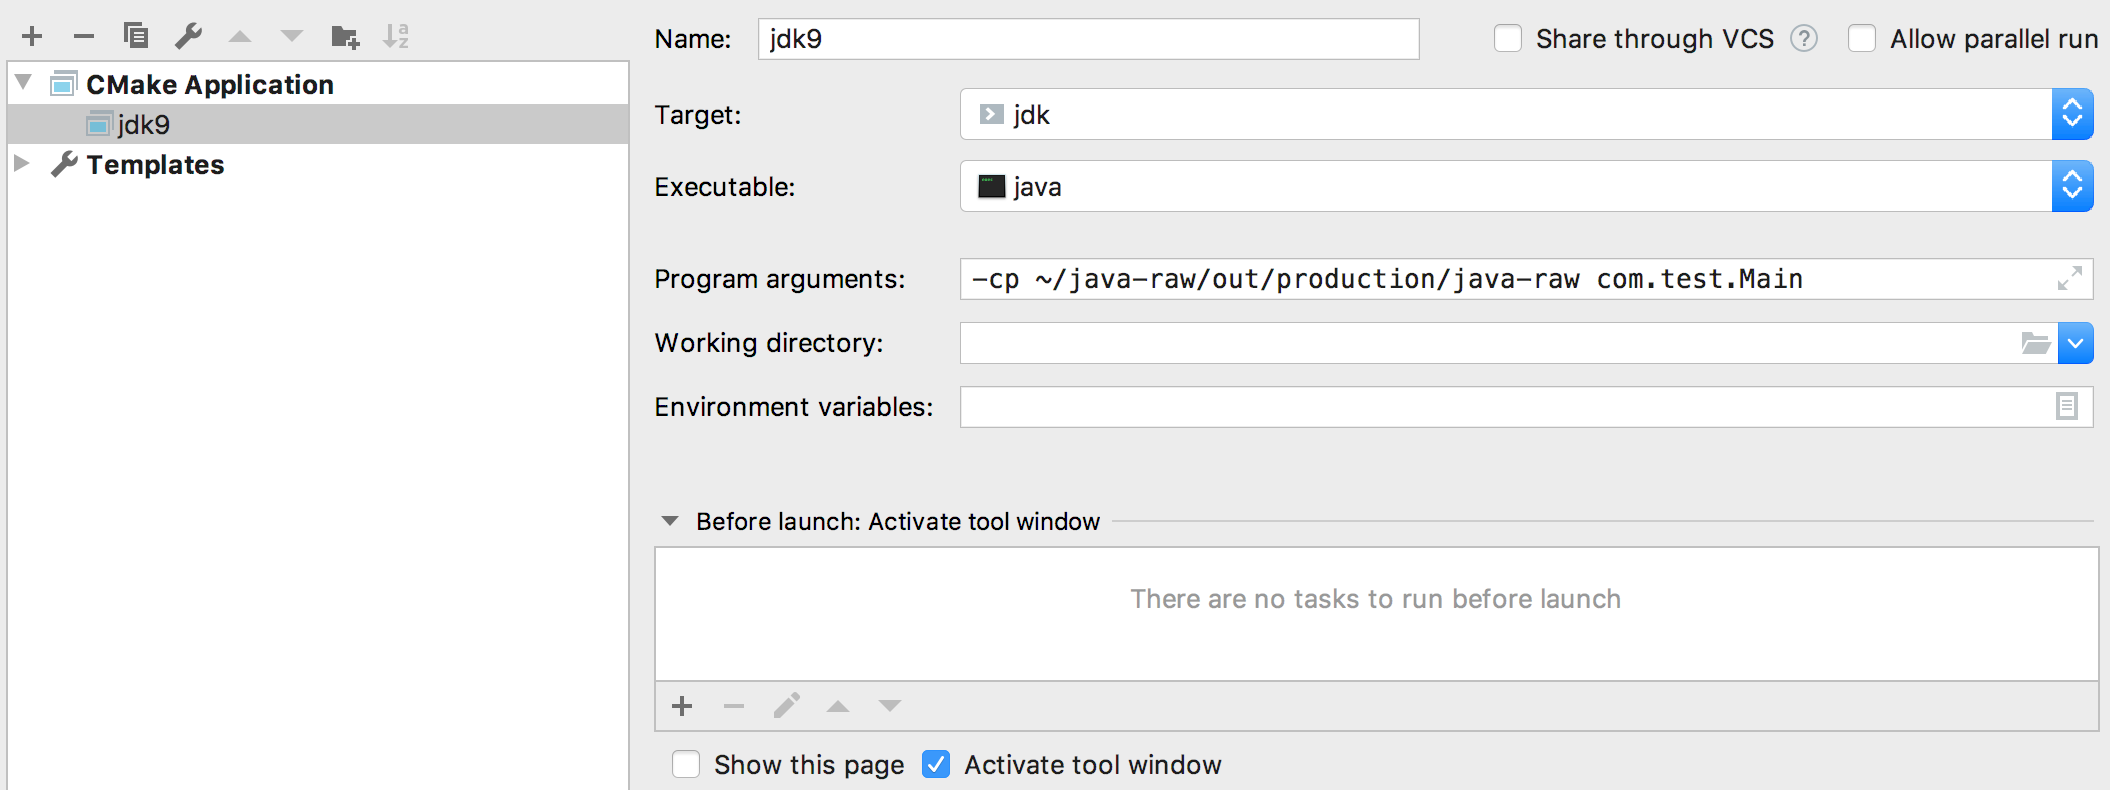 CMake Application
jdk9
Templates
Name: jdk9
Share through VCS ? Allow parallel run
Target: jdk
Executable: java
Program arguments: -cp ~/java-raw/out/production/java-raw com.test.Main
Working directory:
Environment variables:
Before launch: Activate tool window
There are no tasks to run before launch
Show this page Activate tool window